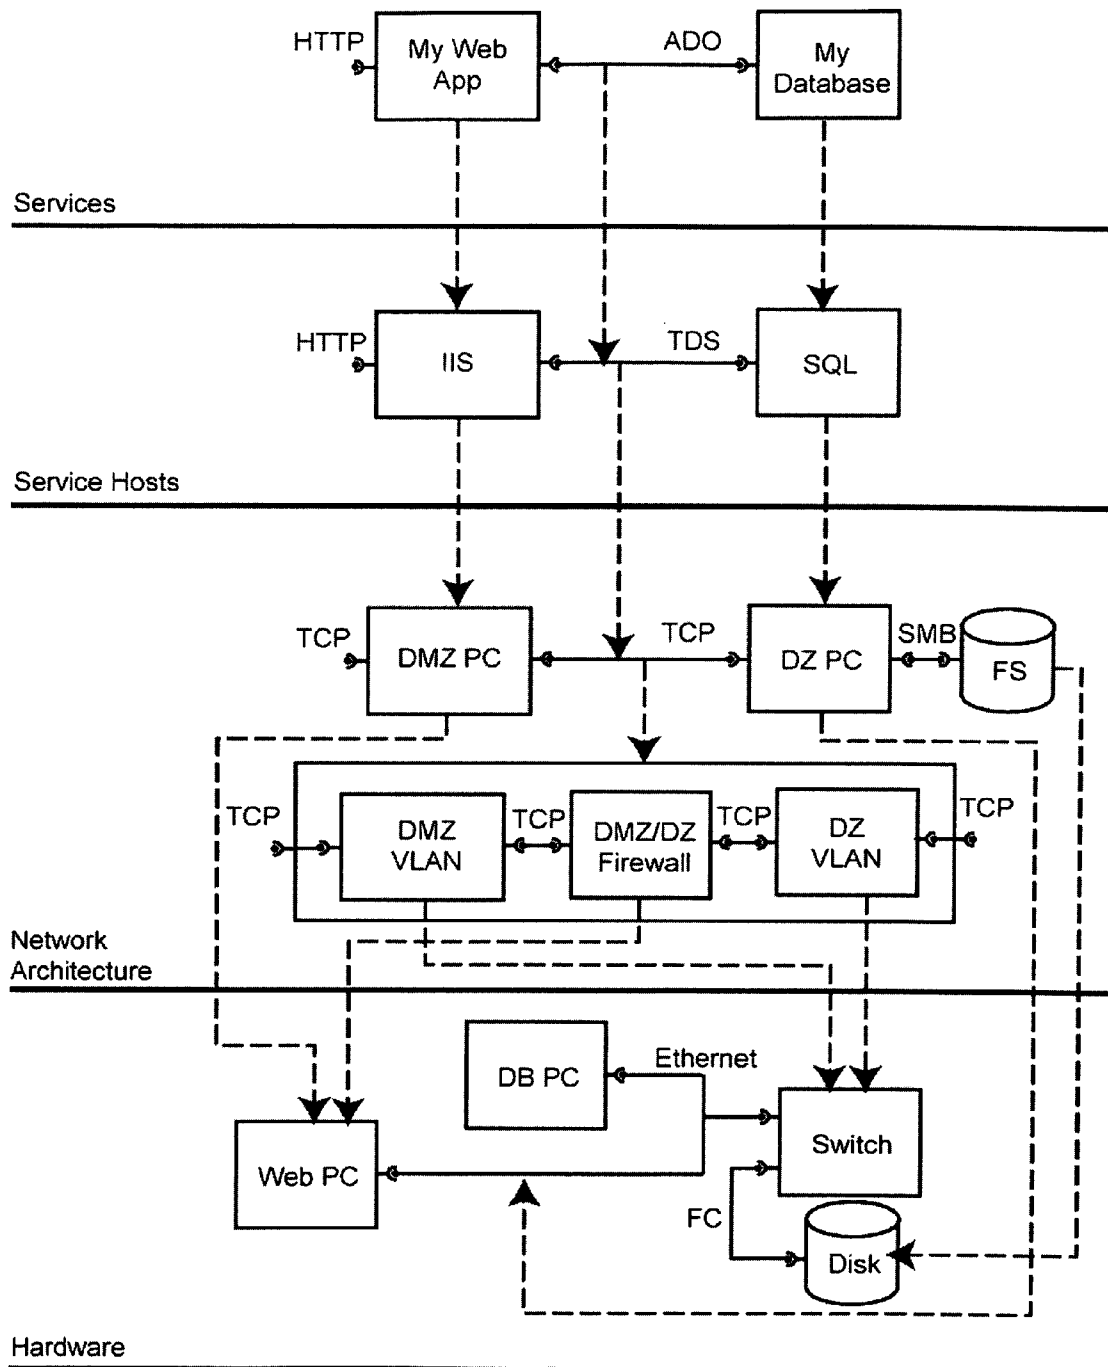 HTTP
My Web
App
ADO
My
Database
Services
HTTP
IIS
TDS
SQL
Service Hosts
TCP
DMZ PC
TCP
DZ PC
SMB
FS
TCP
DMZ
VLAN
TCP
DMZ/DZ
Firewall
TCP
DZ
VLAN
TCP
Network
Architecture
DB PC
Ethernet
Web PC
Switch
FC
Disk
Hardware